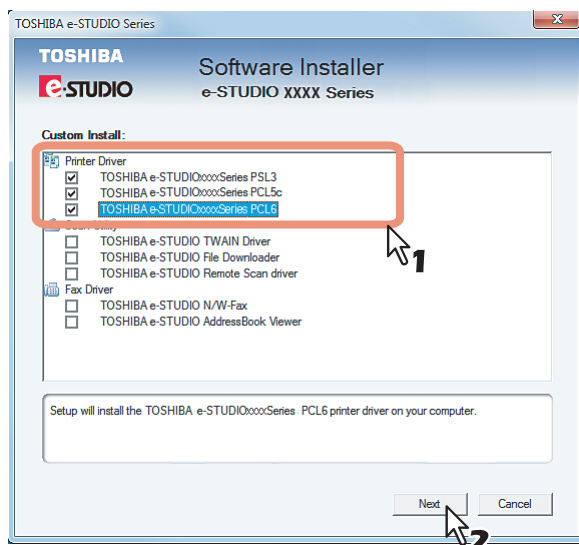 TOSHIBA e-STUDIO Series
TOSHIBA
e-STUDIO
Software Installer
e-STUDIO XXXX Series
Custom Install:
Printer Driver
TOSHIBA e-STUDIOxxxxSeries PSL3
TOSHIBA e-STUDIOxxxxSeries PCL5c
TOSHIBA e-STUDIOxxxxSeries PCL6
1
TOSHIBA e-STUDIO TWAIN Driver
TOSHIBA e-STUDIO File Downloader
TOSHIBA e-STUDIO Remote Scan driver
Fax Driver
TOSHIBA e-STUDIO N/W-Fax
TOSHIBA e-STUDIO AddressBook Viewer
Setup will install the TOSHIBA e-STUDIOxxxxSeries PCL6 printer driver on your computer.
Next Cancel
2